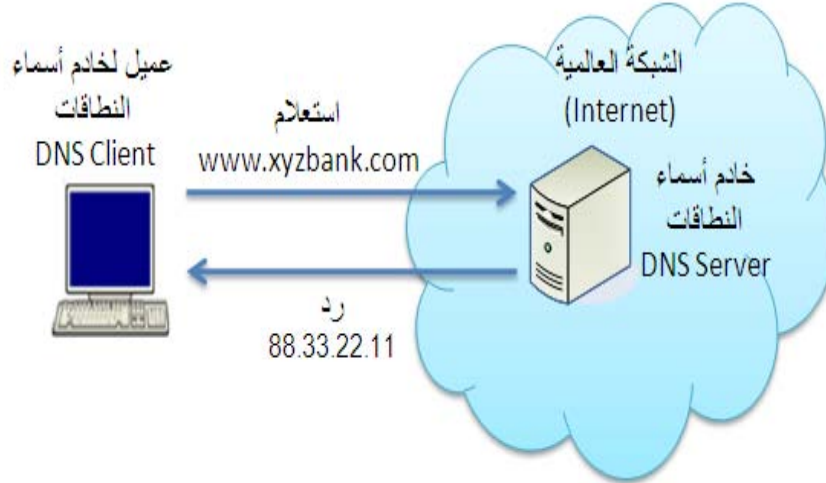 عميل لخادم أسماء
النطاقات
DNS Client
استعلام
www.xyzbank.com
رد
88.33.22.11
الشبكة العالمية
(Internet)
خادم أسماء
النطاقات
DNS Server